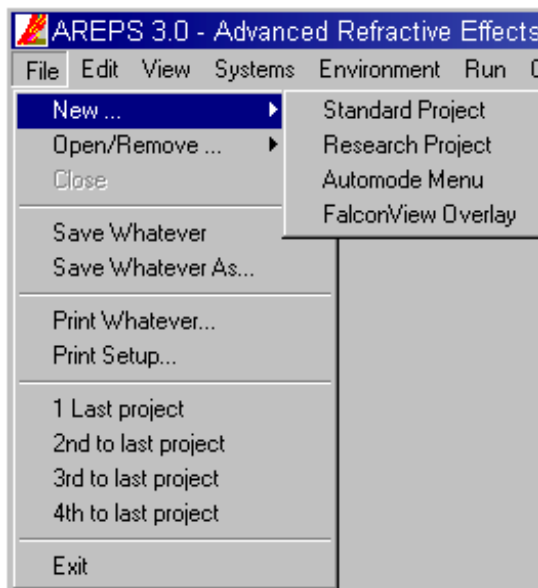 AREPS 3.0 - Advanced Refractive Effects
File Edit View Systems Environment Run
New ...
Open/Remove ...
Close
Save Whatever
Save Whatever As...
Print Whatever...
Print Setup...
1 Last project
2nd to last project
3rd to last project
4th to last project
Exit
Standard Project
Research Project
Automode Menu
FalconView Overlay